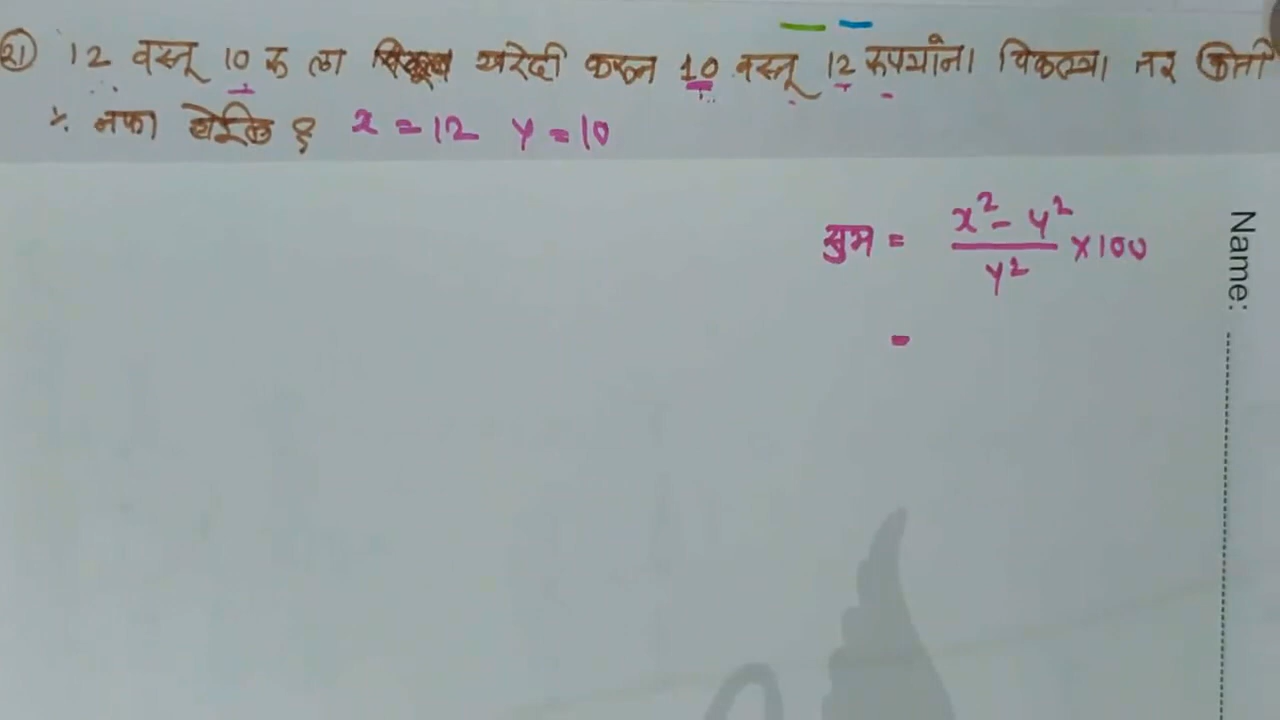 21) 12 वस्तू 10 रु ला खरेदी करुन 10 वस्तू 12 रुपयांना विकल्या तर किती
% नफा होईल ? x = 12 y = 10
सुत्र = x² - y² / y² × 100
=
Name: